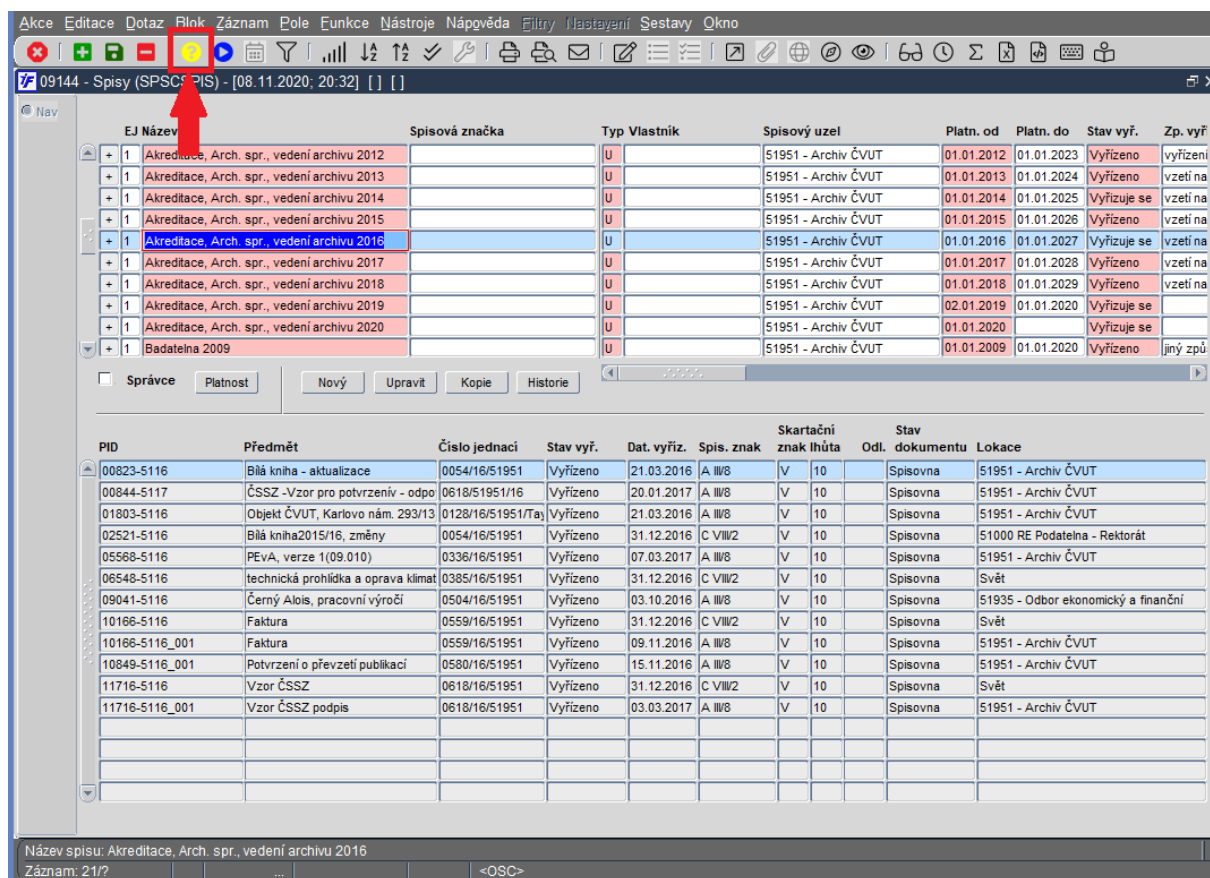 Akce Editace Dotaz Blok Záznam Pole Funkce Nástroje Nápověda Filtry Nastavení Sestavy Okno
09144 - Spisy (SPSCSPIS) - [08.11.2020; 20:32] [ ] [ ]
Nav
EJ Název Spisová značka Typ Vlastník Spisový uzel Platn. od Platn. do Stav vyř. Zp. vyř
+ 1 Akreditace, Arch. spr., vedení archivu 2012 U 51951 - Archiv ČVUT 01.01.2012 01.01.2023 Vyřízeno vyřízení
+ 1 Akreditace, Arch. spr., vedení archivu 2013 U 51951 - Archiv ČVUT 01.01.2013 01.01.2024 Vyřízeno vzetí na
+ 1 Akreditace, Arch. spr., vedení archivu 2014 U 51951 - Archiv ČVUT 01.01.2014 01.01.2025 Vyřizuje se vzetí na
+ 1 Akreditace, Arch. spr., vedení archivu 2015 U 51951 - Archiv ČVUT 01.01.2015 01.01.2026 Vyřízeno vzetí na
+ 1 Akreditace, Arch. spr., vedení archivu 2016 U 51951 - Archiv ČVUT 01.01.2016 01.01.2027 Vyřizuje se vzetí na
+ 1 Akreditace, Arch. spr., vedení archivu 2017 U 51951 - Archiv ČVUT 01.01.2017 01.01.2028 Vyřízeno vzetí na
+ 1 Akreditace, Arch. spr., vedení archivu 2018 U 51951 - Archiv ČVUT 01.01.2018 01.01.2029 Vyřízeno vzetí na
+ 1 Akreditace, Arch. spr., vedení archivu 2019 U 51951 - Archiv ČVUT 02.01.2019 01.01.2020 Vyřizuje se
+ 1 Akreditace, Arch. spr., vedení archivu 2020 U 51951 - Archiv ČVUT 01.01.2020 Vyřizuje se
+ 1 Badatelna 2009 U 51951 - Archiv ČVUT 01.01.2009 01.01.2020 Vyřízeno jiný způ
Správce Platnost Nový Upravit Kopie Historie
Skartační Stav
PID Předmět Číslo jednací Stav vyř. Dat. vyříz. Spis. znak znak lhůta Odl. dokumentu Lokace
00823-5116 Bílá kniha - aktualizace 0054/16/51951 Vyřízeno 21.03.2016 A III/8 V 10 Spisovna 51951 - Archiv ČVUT
00844-5117 ČSSZ -Vzor pro potvrzenív - odpo 0618/51951/16 Vyřízeno 20.01.2017 A III/8 V 10 Spisovna 51951 - Archiv ČVUT
01803-5116 Objekt ČVUT, Karlovo nám. 293/13 0128/16/51951/Tay Vyřízeno 21.03.2016 A III/8 V 10 Spisovna 51951 - Archiv ČVUT
02521-5116 Bílá kniha2015/16, změny 0054/16/51951 Vyřízeno 31.12.2016 C VIII/2 V 10 Spisovna 51000 RE Podatelna - Rektorát
05568-5116 PEvA, verze 1(09.010) 0336/16/51951 Vyřízeno 07.03.2017 A III/8 V 10 Spisovna 51951 - Archiv ČVUT
06548-5116 technická prohlídka a oprava klimat 0385/16/51951 Vyřízeno 31.12.2016 C VIII/2 V 10 Spisovna Svět
09041-5116 Černý Alois, pracovní výročí 0504/16/51951 Vyřízeno 03.10.2016 A III/8 V 10 Spisovna 51935 - Odbor ekonomický a finanční
10166-5116 Faktura 0559/16/51951 Vyřízeno 31.12.2016 C VIII/2 V 10 Spisovna Svět
10166-5116_001 Faktura 0559/16/51951 Vyřízeno 09.11.2016 A III/8 V 10 Spisovna 51951 - Archiv ČVUT
10849-5116_001 Potvrzení o převzetí publikací 0580/16/51951 Vyřízeno 15.11.2016 A III/8 V 10 Spisovna 51951 - Archiv ČVUT
11716-5116 Vzor ČSSZ 0618/16/51951 Vyřízeno 31.12.2016 C VIII/2 V 10 Spisovna Svět
11716-5116_001 Vzor ČSSZ podpis 0618/16/51951 Vyřízeno 03.03.2017 A III/8 V 10 Spisovna 51951 - Archiv ČVUT
Název spisu: Akreditace, Arch. spr., vedení archivu 2016
Záznam: 21/? ... <OSC>